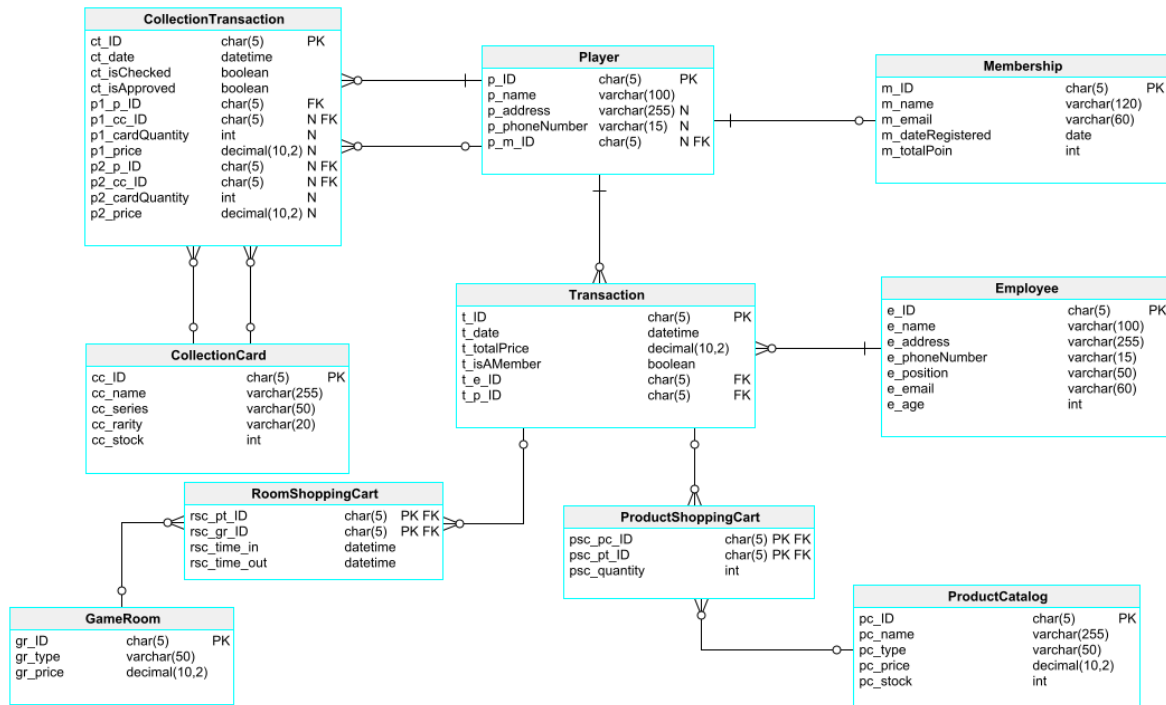 CollectionTransaction
ct_ID char(5) PK
ct_date datetime
ct_isChecked boolean
ct_isApproved boolean
p1_p_ID char(5) FK
p1_cc_ID char(5) N FK
p1_cardQuantity int N
p1_price decimal(10,2) N
p2_p_ID char(5) N FK
p2_cc_ID char(5) N FK
p2_cardQuantity int N
p2_price decimal(10,2) N
Player
p_ID char(5) PK
p_name varchar(100)
p_address varchar(255) N
p_phoneNumber varchar(15) N
p_m_ID char(5) N FK
Membership
m_ID char(5) PK
m_name varchar(120)
m_email varchar(60)
m_dateRegistered date
m_totalPoin int
Transaction
t_ID char(5) PK
t_date datetime
t_totalPrice decimal(10,2)
t_isAMember boolean
t_e_ID char(5) FK
t_p_ID char(5) FK
Employee
e_ID char(5) PK
e_name varchar(100)
e_address varchar(255)
e_phoneNumber varchar(15)
e_position varchar(50)
e_email varchar(60)
e_age int
CollectionCard
cc_ID char(5) PK
cc_name varchar(255)
cc_series varchar(50)
cc_rarity varchar(20)
cc_stock int
RoomShoppingCart
rsc_pt_ID char(5) PK FK
rsc_gr_ID char(5) PK FK
rsc_time_in datetime
rsc_time_out datetime
ProductShoppingCart
psc_pc_ID char(5) PK FK
psc_pt_ID char(5) PK FK
psc_quantity int
GameRoom
gr_ID char(5) PK
gr_type varchar(50)
gr_price decimal(10,2)
ProductCatalog
pc_ID char(5) PK
pc_name varchar(255)
pc_type varchar(50)
pc_price decimal(10,2)
pc_stock int